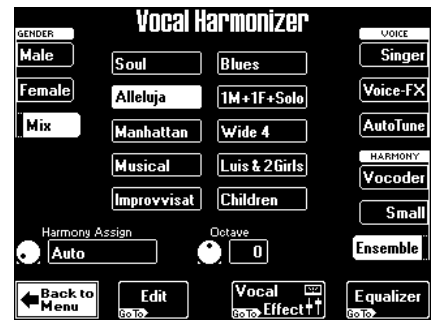 Vocal Harmonizer
GENDER
VOICE
Male
Soul
Blues
Singer
Female
Alleluja
1M+1F+Solo
Voice-FX
Mix
Manhattan
Wide 4
AutoTune
HARMONY
Musical
Luis & 2Girls
Vocoder
Improvvisat
Children
Small
Harmony Assign
Octave
Auto
0
Ensemble
Back to Menu
Edit
Go To
Vocal
Go To Effect
Equalizer
Go To